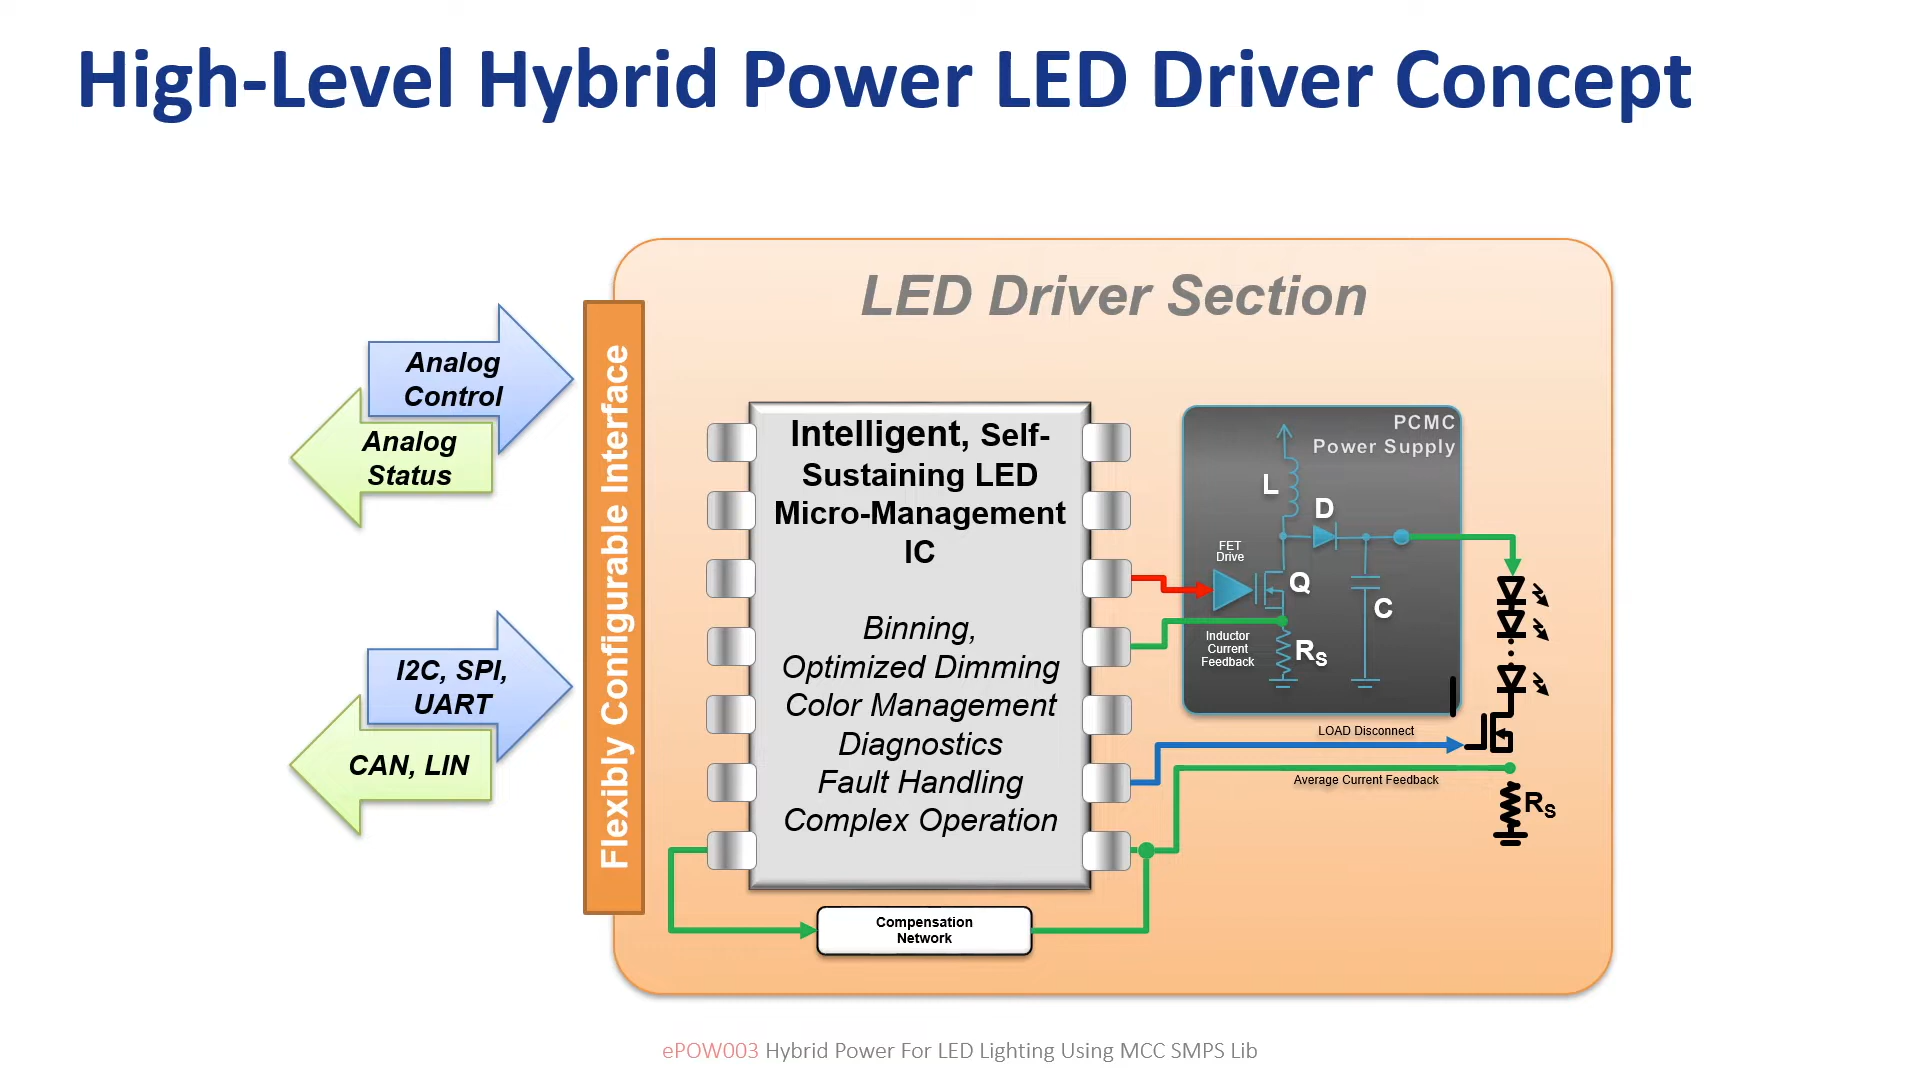 High-Level Hybrid Power LED Driver Concept
LED Driver Section
Analog
Control
Analog
Status
I2C, SPI,
UART
CAN, LIN
Flexibly Configurable Interface
Intelligent, Self-
Sustaining LED
Micro-Management
IC
Binning,
Optimized Dimming
Color Management
Diagnostics
Fault Handling
Complex Operation
PCMC
Power Supply
L
D
FET
Drive
Q
C
Inductor
Current
Feedback
RS
LOAD Disconnect
Average Current Feedback
RS
Compensation
Network
ePOW003 Hybrid Power For LED Lighting Using MCC SMPS Lib